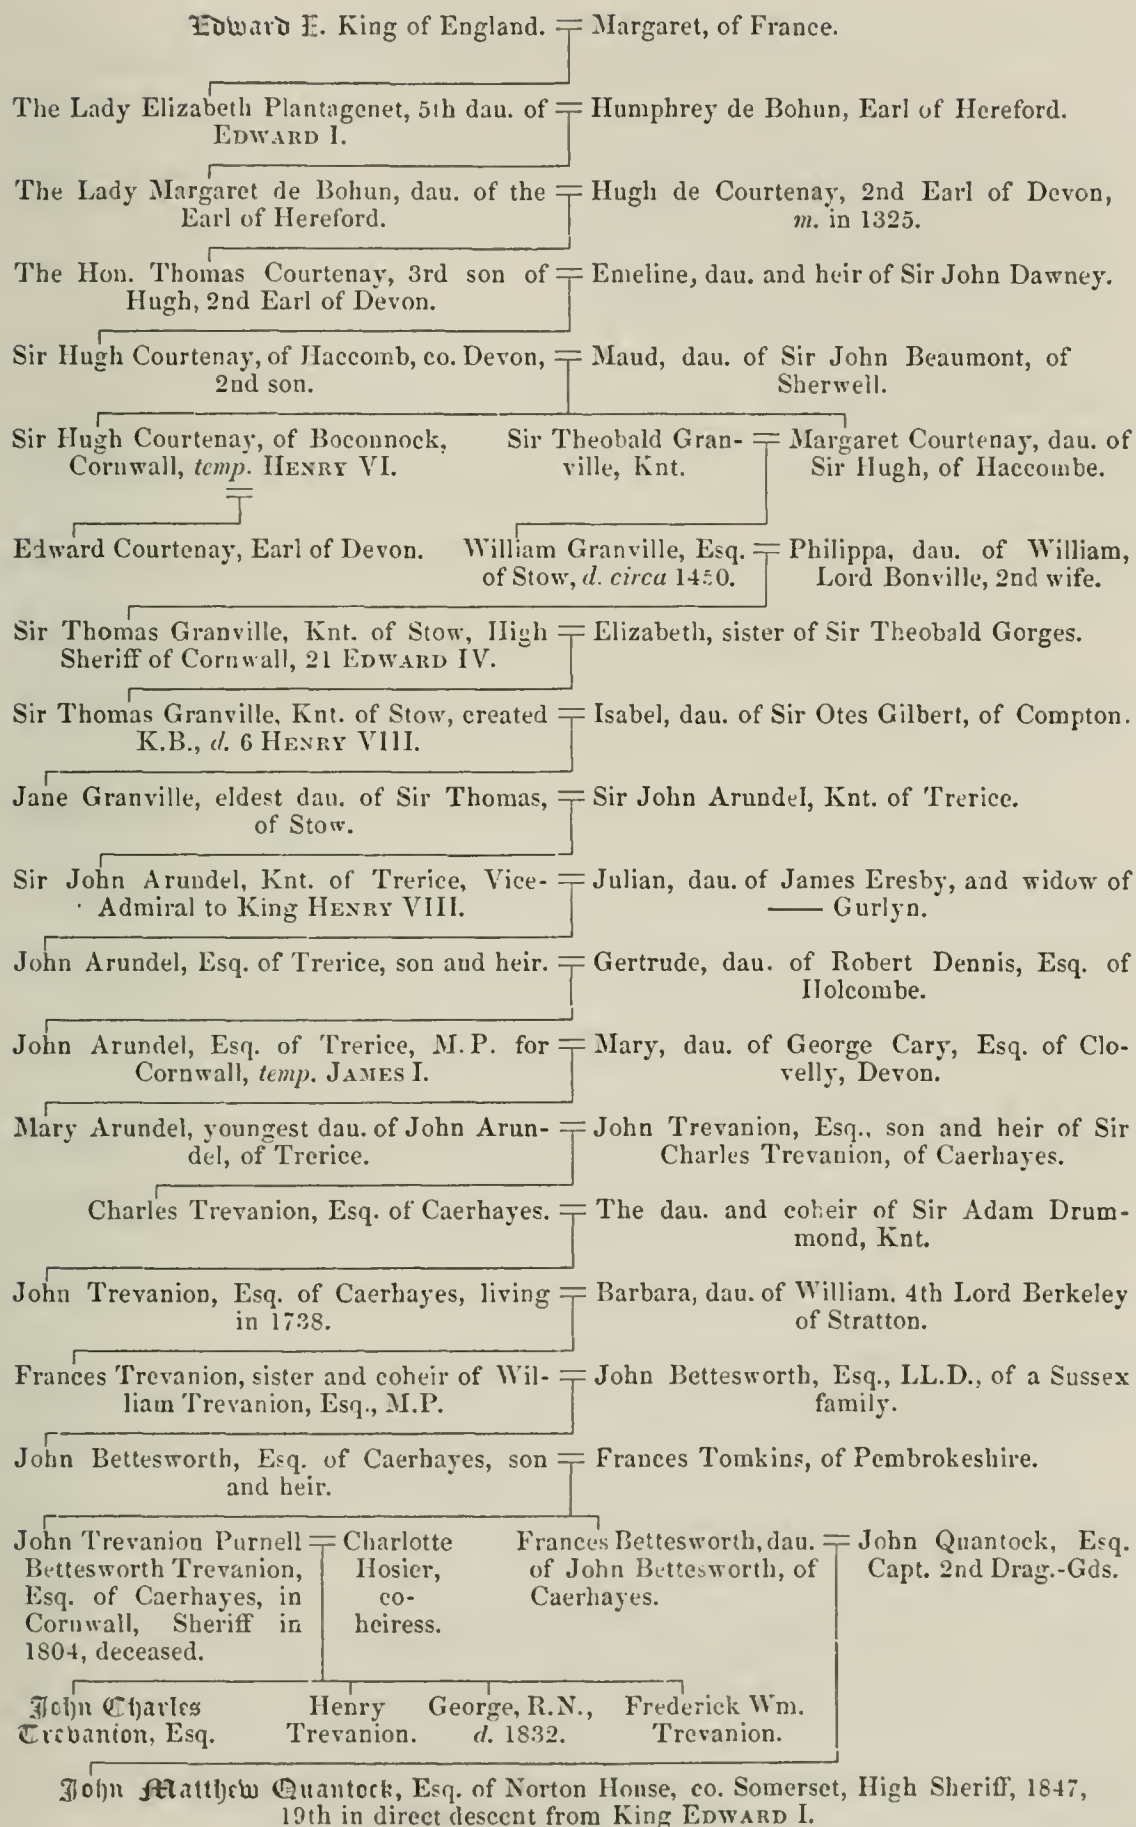 Edward I. King of England. = Margaret, of France.
The Lady Elizabeth Plantagenet, 5th dau. of = Humphrey de Bohun, Earl of Hereford.
EDWARD I.
The Lady Margaret de Bohun, dau. of the = Hugh de Courtenay, 2nd Earl of Devon,
Earl of Hereford. m. in 1325.
The Hon. Thomas Courtenay, 3rd son of = Emeline, dau. and heir of Sir John Dawney.
Hugh, 2nd Earl of Devon.
Sir Hugh Courtenay, of Haccomb, co. Devon, = Maud, dau. of Sir John Beaumont, of
2nd son. Sherwell.
Sir Hugh Courtenay, of Boconnock, Sir Theobald Gran- = Margaret Courtenay, dau. of
Cornwall, temp. HENRY VI. ville, Knt. Sir Hugh, of Haccombe.
Edward Courtenay, Earl of Devon. William Granville, Esq. = Philippa, dau. of William,
of Stow, d. circa 1450. Lord Bonville, 2nd wife.
Sir Thomas Granville, Knt. of Stow, High = Elizabeth, sister of Sir Theobald Gorges.
Sheriff of Cornwall, 21 EDWARD IV.
Sir Thomas Granville, Knt. of Stow, created = Isabel, dau. of Sir Otes Gilbert, of Compton.
K.B., d. 6 HENRY VIII.
Jane Granville, eldest dau. of Sir Thomas, = Sir John Arundel, Knt. of Trerice.
of Stow.
Sir John Arundel, Knt. of Trerice, Vice- = Julian, dau. of James Eresby, and widow of
Admiral to King HENRY VIII. —— Gurlyn.
John Arundel, Esq. of Trerice, son and heir. = Gertrude, dau. of Robert Dennis, Esq. of
Holcombe.
John Arundel, Esq. of Trerice, M.P. for = Mary, dau. of George Cary, Esq. of Clo-
Cornwall, temp. JAMES I. velly, Devon.
Mary Arundel, youngest dau. of John Arun- = John Trevanion, Esq., son and heir of Sir
del, of Trerice. Charles Trevanion, of Caerhayes.
Charles Trevanion, Esq. of Caerhayes. = The dau. and coheir of Sir Adam Drum-
mond, Knt.
John Trevanion, Esq. of Caerhayes, living = Barbara, dau. of William, 4th Lord Berkeley
in 1738. of Stratton.
Frances Trevanion, sister and coheir of Wil- = John Bettesworth, Esq., LL.D., of a Sussex
liam Trevanion, Esq., M.P. family.
John Bettesworth, Esq. of Caerhayes, son = Frances Tomkins, of Pembrokeshire.
and heir.
John Trevanion Purnell = Charlotte Frances Bettesworth, dau. = John Quantock, Esq.
Bettesworth Trevanion, Hosier, of John Bettesworth, of Capt. 2nd Drag.-Gds.
Esq. of Caerhayes, in co- Caerhayes.
Cornwall, Sheriff in heiress.
1804, deceased.
John Charles Henry George, R.N., Frederick Wm.
Trevanion, Esq. Trevanion. d. 1832. Trevanion.
John Matthew Quantock, Esq. of Norton House, co. Somerset, High Sheriff, 1847,
19th in direct descent from King EDWARD I.